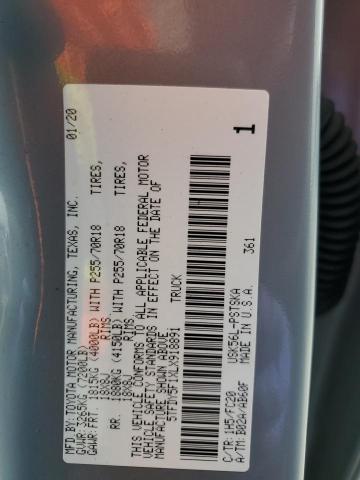 MFD. BY: TOYOTA MOTOR MANUFACTURING, TEXAS, INC. 01/20
GVWR: 3265KG (7200LB)
GAWR: FRT. 1815KG (4000LB) WITH P255/70R18 TIRES,
18X8J RIMS
RR. 1880KG (4150LB) WITH P255/70R18 TIRES,
18X8J RIMS
THIS VEHICLE CONFORMS TO ALL APPLICABLE FEDERAL MOTOR
VEHICLE SAFETY STANDARDS IN EFFECT ON THE DATE OF
MANUFACTURE SHOWN ABOVE.
5TFDY5F1XLX918891 TRUCK
1
USK56L-PSTSKA 361
C/TR: 1H5/FC20 MADE IN U.S.A.
A/TM: B02A/AB60F